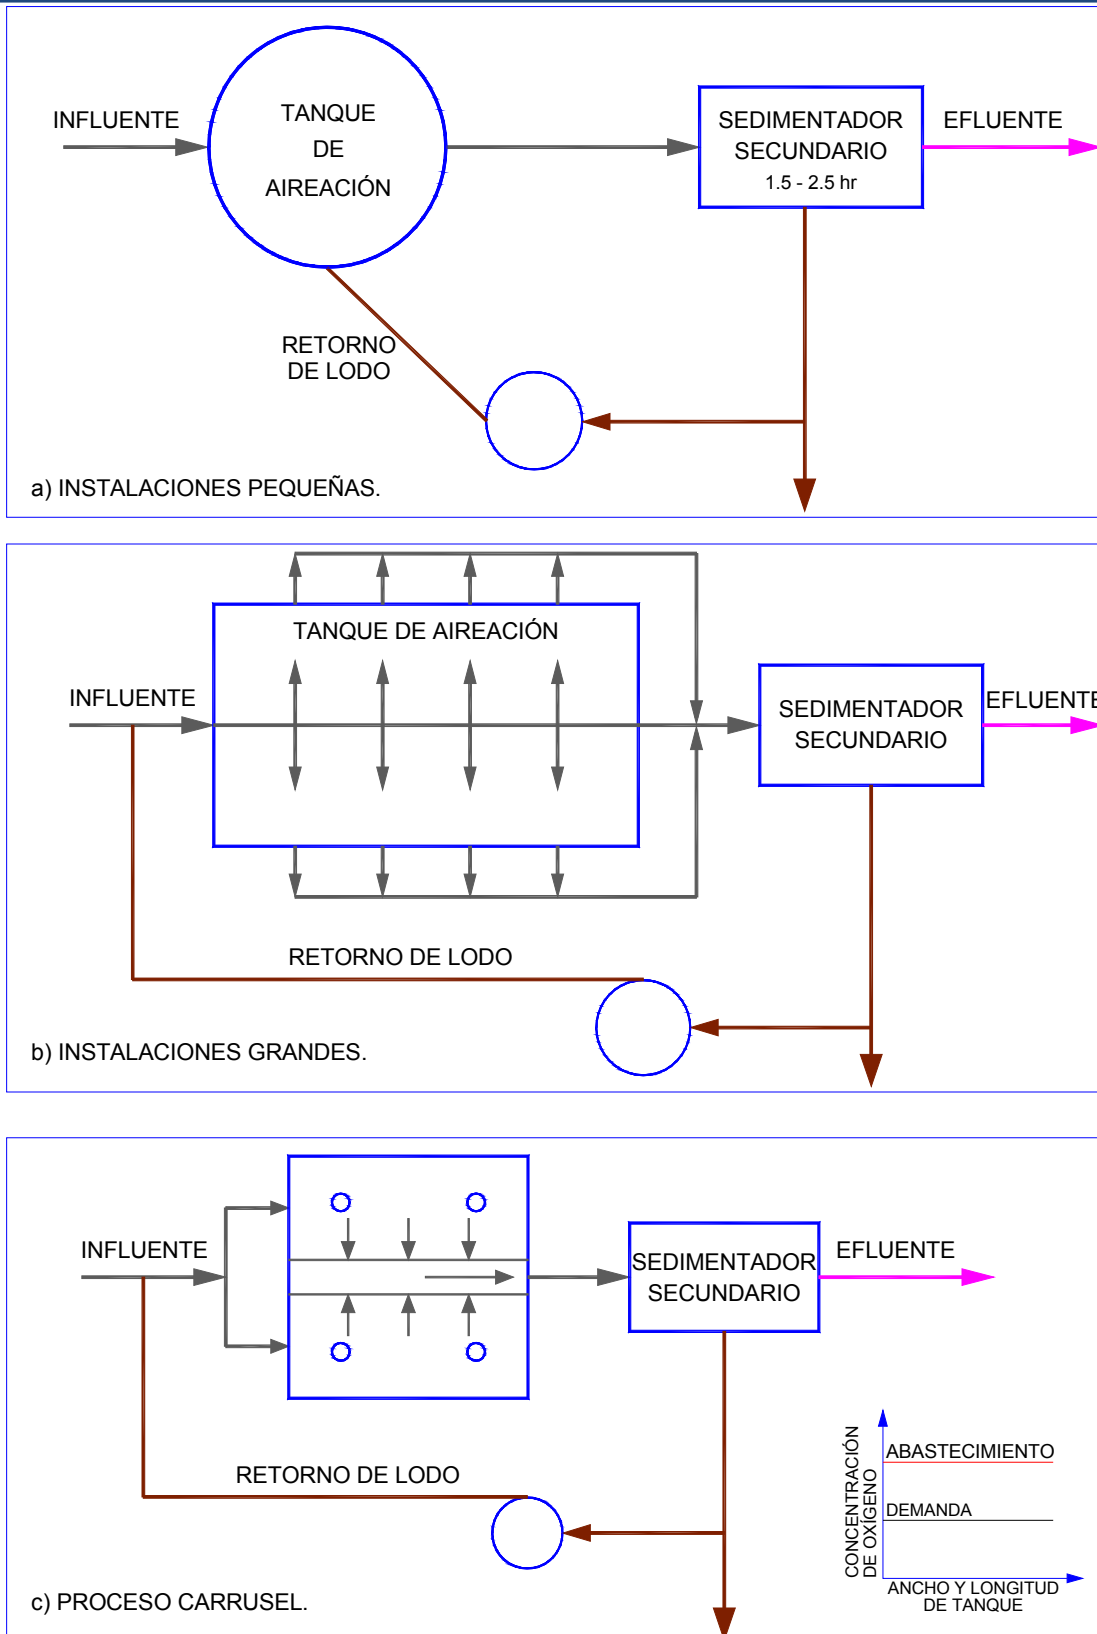 INFLUENTE
TANQUE
DE
AIREACIÓN
SEDIMENTADOR
SECUNDARIO
1.5 - 2.5 hr
EFLUENTE
RETORNO
DE LODO
a) INSTALACIONES PEQUEÑAS.
TANQUE DE AIREACIÓN
INFLUENTE
SEDIMENTADOR
SECUNDARIO
EFLUENTE
RETORNO DE LODO
b) INSTALACIONES GRANDES.
INFLUENTE
SEDIMENTADOR
SECUNDARIO
EFLUENTE
RETORNO DE LODO
CONCENTRACIÓN
DE OXÍGENO
ABASTECIMIENTO
DEMANDA
ANCHO Y LONGITUD
DE TANQUE
c) PROCESO CARRUSEL.